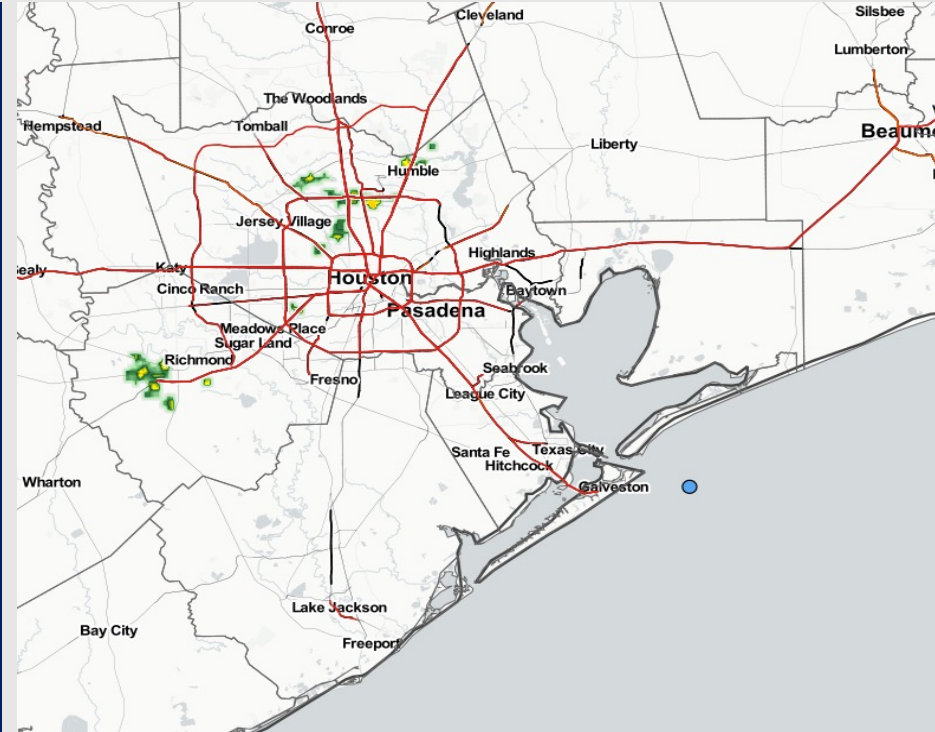 Cleveland
Silsbee
Conroe
Lumberton
The Woodlands
Hempstead
Tomball
Liberty
Humble
Jersey Village
Highlands
Katy
Houston
Cinco Ranch
Baytown
Pasadena
Meadows Place
Sugar Land
Richmond
Seabrook
Fresno
League City
Santa Fe
Texas City
Hitchcock
Wharton
Galveston
Lake Jackson
Bay City
Freeport